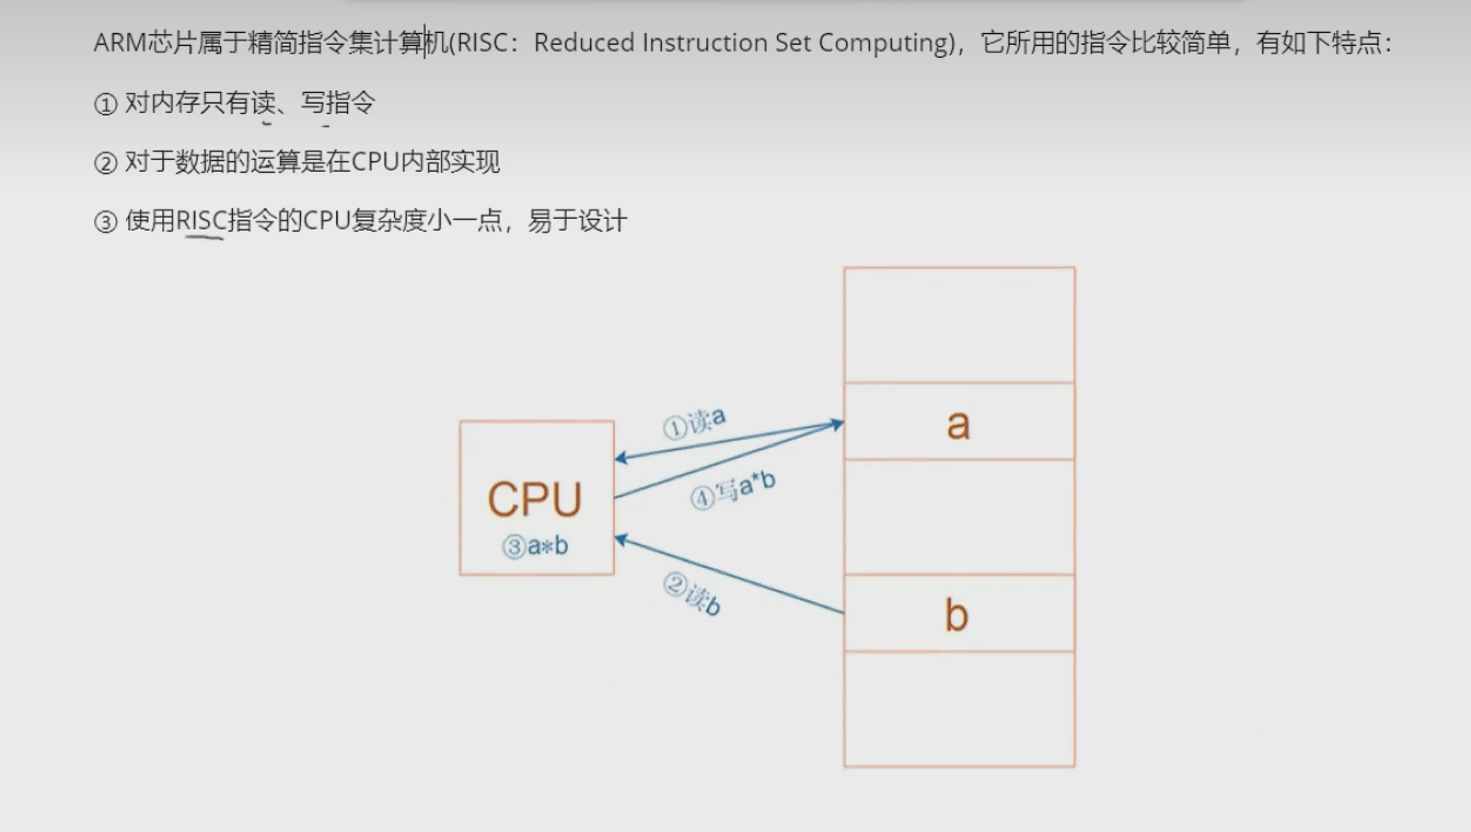 ARM芯片属于精简指令集计算机(RISC：Reduced Instruction Set Computing)，它所用的指令比较简单，有如下特点：
① 对内存只有读、写指令
② 对于数据的运算是在CPU内部实现
③ 使用RISC指令的CPU复杂度小一点，易于设计
①读a
a
④写a*b
CPU
③a*b
②读b
b